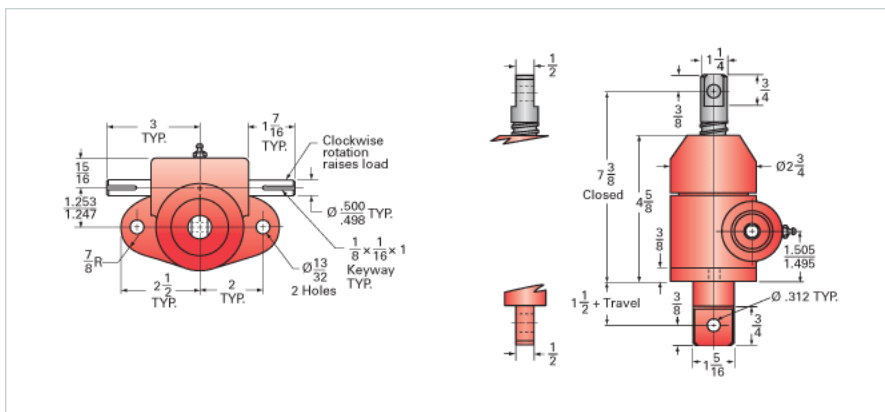 3
TYP.
1 7/16
TYP.
Clockwise
rotation
raises load
15/16
1.253
1.247
Ø .500/.498 TYP.
7/8 R
Ø 13/32
2 Holes
1/8 × 1/16 × 1
Keyway
TYP.
2 1/2
TYP.
2
TYP.
1/2
1 1/4
3/4
3/8
7 3/8
Closed
4 5/8
Ø2 3/4
3/8
1.505
1.495
1 1/2 + Travel
3/8
Ø .312 TYP.
3/4
1/2
1 5/16